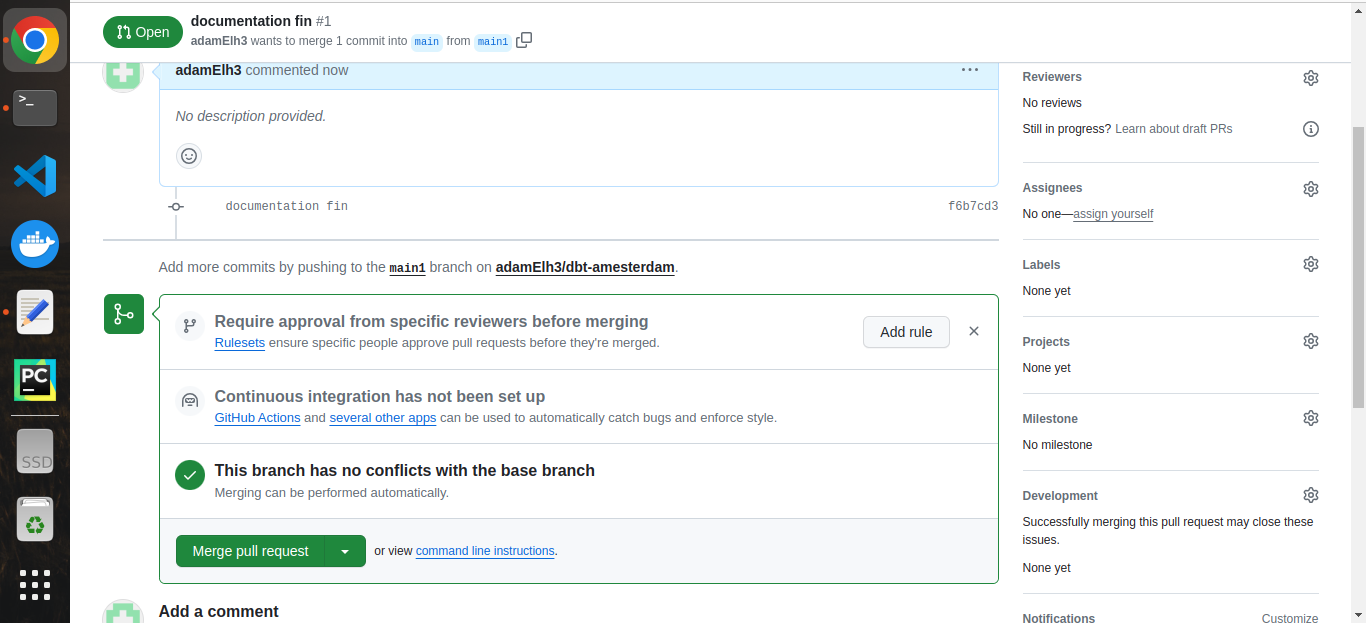 Open
documentation fin #1
adamElh3 wants to merge 1 commit into main from main1
adamElh3 commented now
No description provided.
documentation fin f6b7cd3
Add more commits by pushing to the main1 branch on adamElh3/dbt-amesterdam.
Require approval from specific reviewers before merging
Rulesets ensure specific people approve pull requests before they're merged.
Add rule
Continuous integration has not been set up
GitHub Actions and several other apps can be used to automatically catch bugs and enforce style.
This branch has no conflicts with the base branch
Merging can be performed automatically.
Merge pull request
or view command line instructions.
Add a comment
Reviewers
No reviews
Still in progress? Learn about draft PRs
Assignees
No one—assign yourself
Labels
None yet
Projects
None yet
Milestone
No milestone
Development
Successfully merging this pull request may close these
issues.
None yet
Notifications Customize
>_
PC
SSD